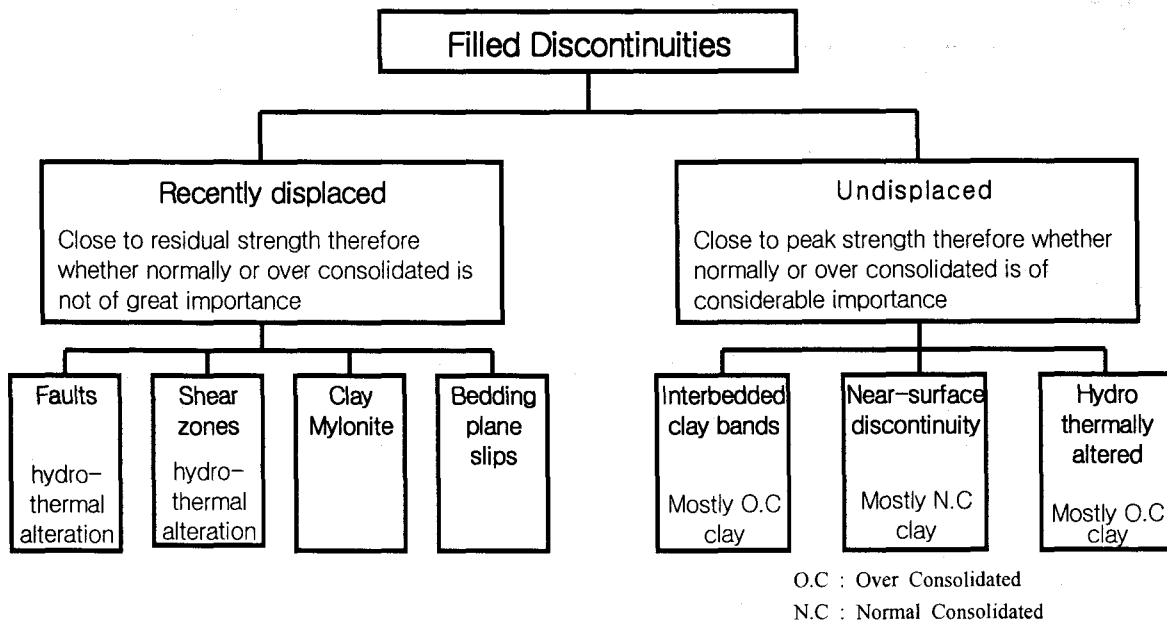 Filled Discontinuities
Recently displaced
Close to residual strength therefore
whether normally or over consolidated is
not of great importance
Undisplaced
Close to peak strength therefore whether
normally or over consolidated is of
considerable importance
Faults
hydro-
thermal
alteration
Shear
zones
hydro-
thermal
alteration
Clay
Mylonite
Bedding
plane
slips
Interbedded
clay bands
Mostly O.C
clay
Near-surface
discontinuity
Mostly N.C
clay
Hydro
thermally
altered
Mostly O.C
clay
O.C : Over Consolidated
N.C : Normal Consolidated